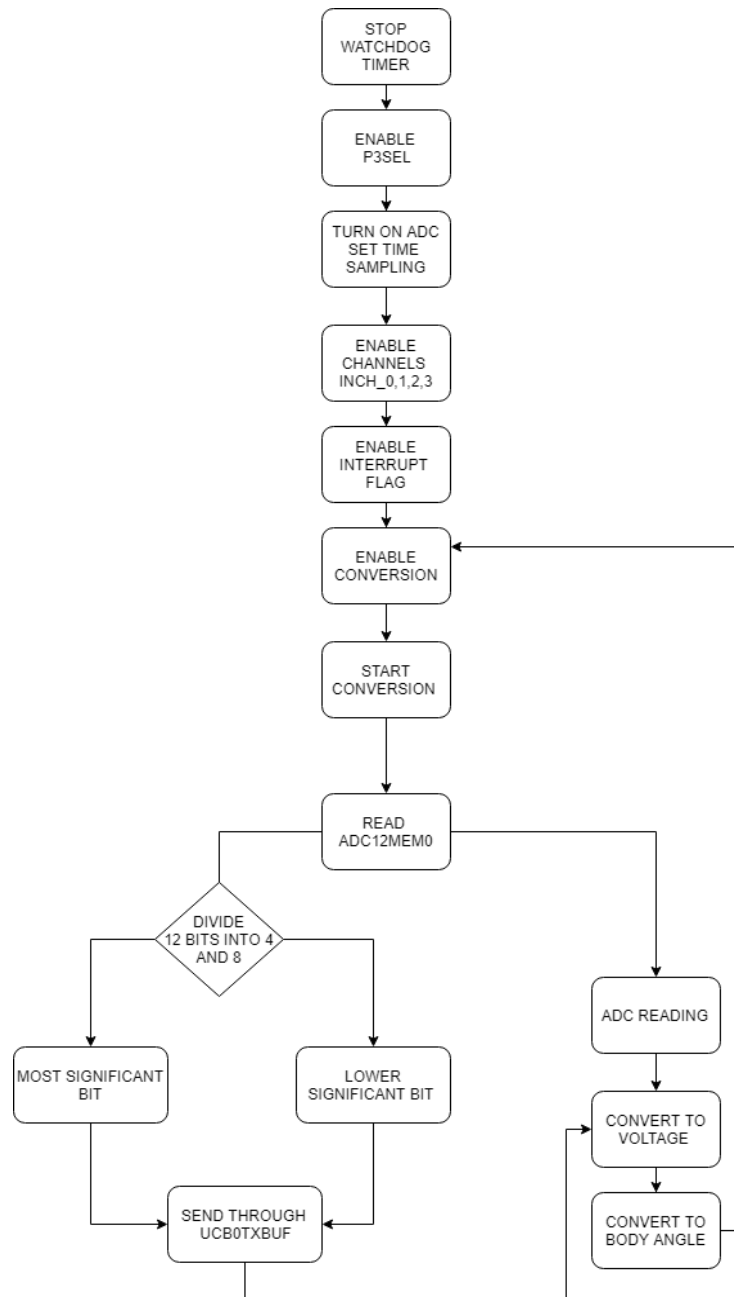 STOP
WATCHDOG
TIMER
ENABLE
P3SEL
TURN ON ADC
SET TIME
SAMPLING
ENABLE
CHANNELS
INCH_0,1,2,3
ENABLE
INTERRUPT
FLAG
ENABLE
CONVERSION
START
CONVERSION
READ
ADC12MEM0
DIVIDE
12 BITS INTO 4
AND 8
ADC READING
MOST SIGNIFICANT
BIT
LOWER
SIGNIFICANT BIT
CONVERT TO
VOLTAGE
SEND THROUGH
UCB0TXBUF
CONVERT TO
BODY ANGLE